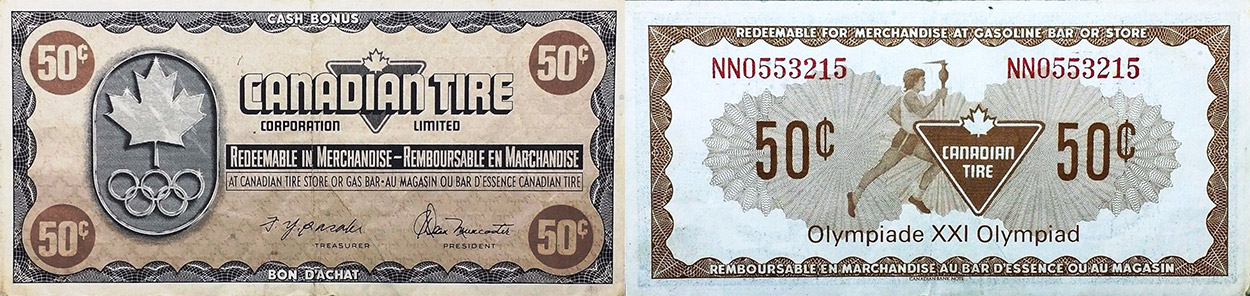 CASH BONUS
50¢ 50¢
CANADIAN TIRE
CORPORATION LIMITED
REDEEMABLE IN MERCHANDISE – REMBOURSABLE EN MARCHANDISE
AT CANADIAN TIRE STORE OR GAS BAR - AU MAGASIN OU BAR D'ESSENCE CANADIAN TIRE
TREASURER PRESIDENT
50¢ 50¢
BON D'ACHAT
REDEEMABLE FOR MERCHANDISE AT GASOLINE BAR OR STORE
NN0553215 NN0553215
50¢ 50¢
CANADIAN
TIRE
Olympiade XXI Olympiad
REMBOURSABLE EN MARCHANDISE AU BAR D'ESSENCE OU AU MAGASIN
CANADIAN BANK NOTE